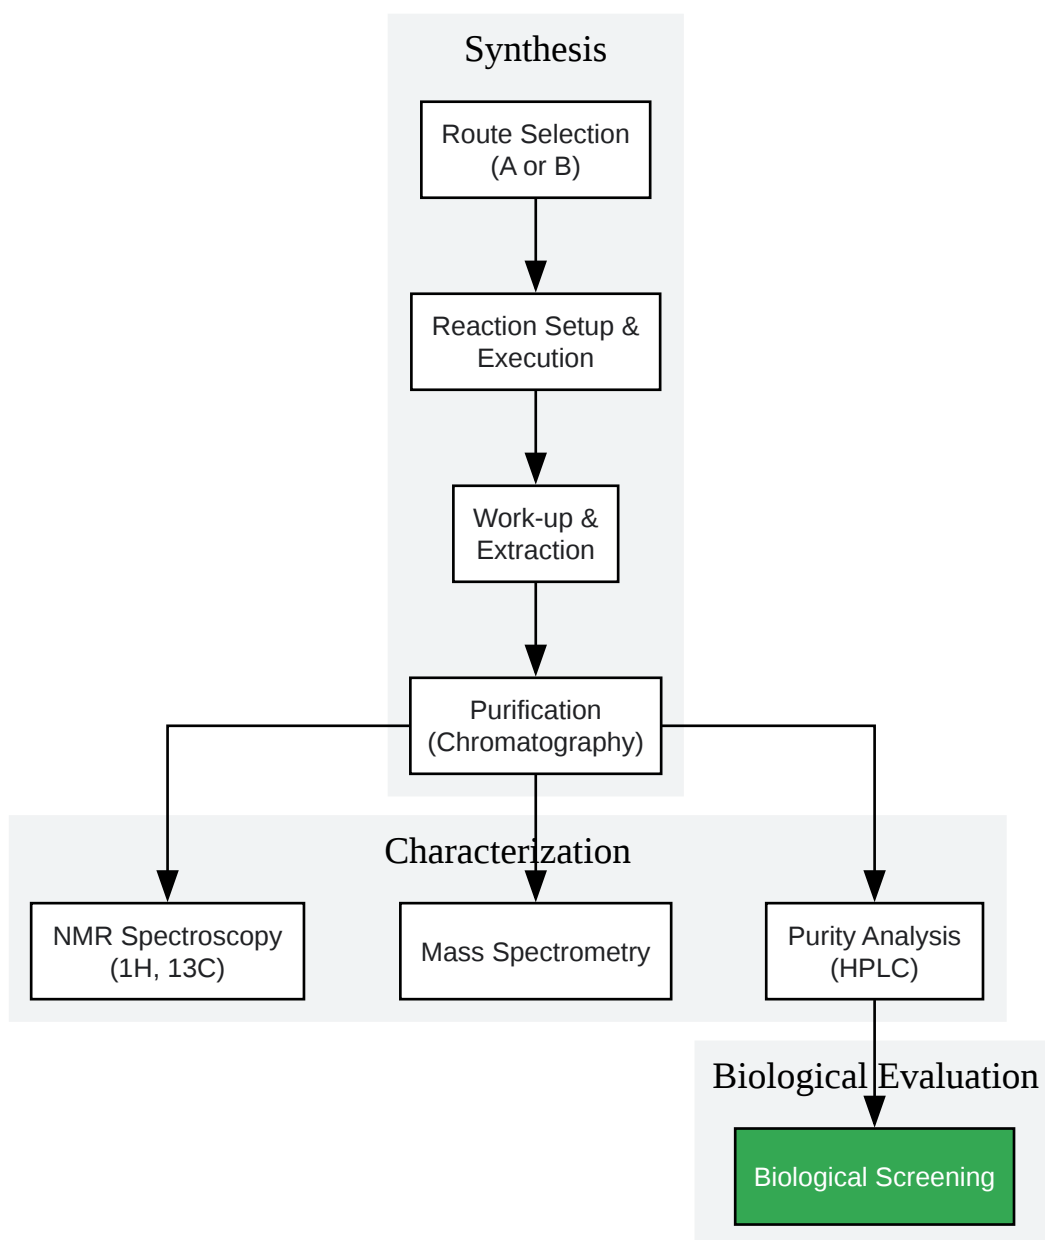 Synthesis
Route Selection
(A or B)
Reaction Setup &
Execution
Work-up &
Extraction
Purification
(Chromatography)
Characterization
NMR Spectroscopy
(1H, 13C)
Mass Spectrometry
Purity Analysis
(HPLC)
Biological Evaluation
Biological Screening